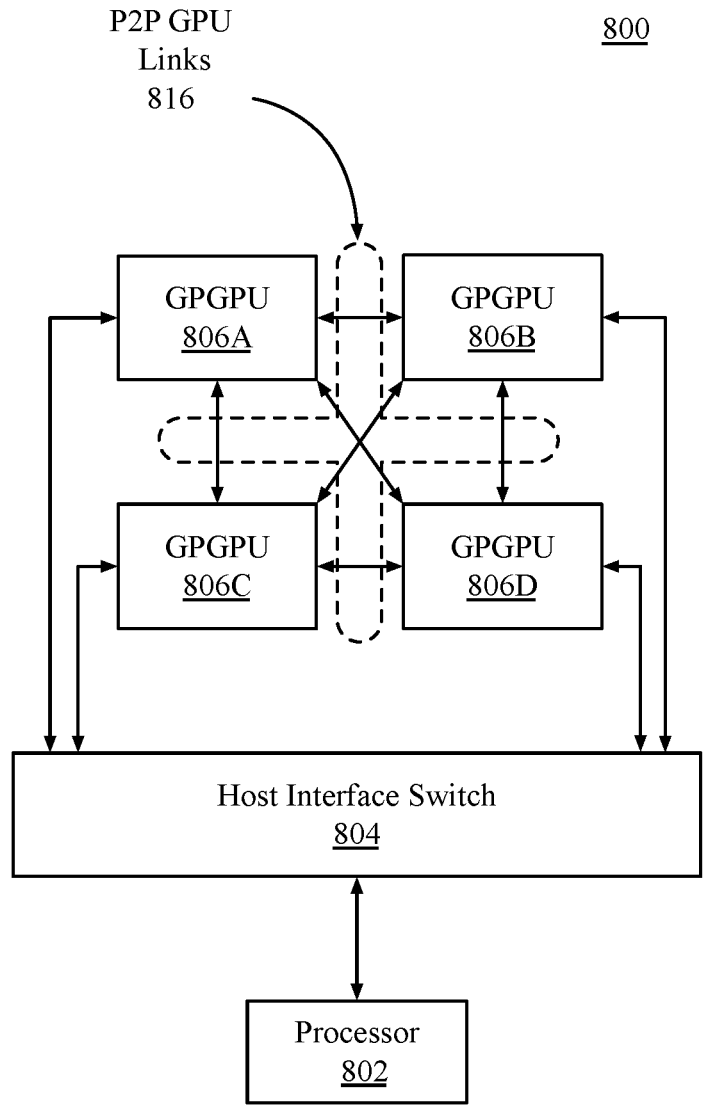 P2P GPU
Links
816
800
GPGPU
806A
GPGPU
806B
GPGPU
806C
GPGPU
806D
Host Interface Switch
804
Processor
802